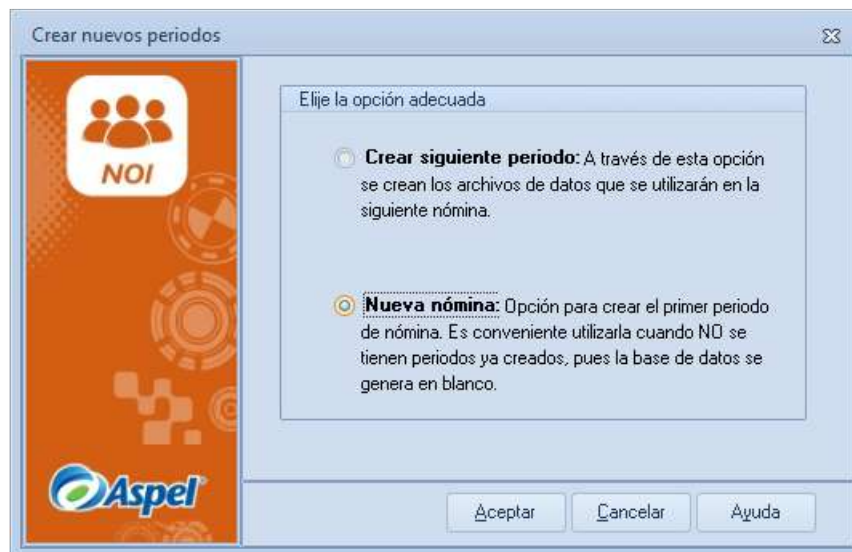 Crear nuevos periodos
NOI
Aspel
Elije la opción adecuada
Crear siguiente periodo: A través de esta opción
se crean los archivos de datos que se utilizarán en la
siguiente nómina.
Nueva nómina: Opción para crear el primer periodo
de nómina. Es conveniente utilizarla cuando NO se
tienen periodos ya creados, pues la base de datos se
genera en blanco.
Aceptar
Cancelar
Ayuda